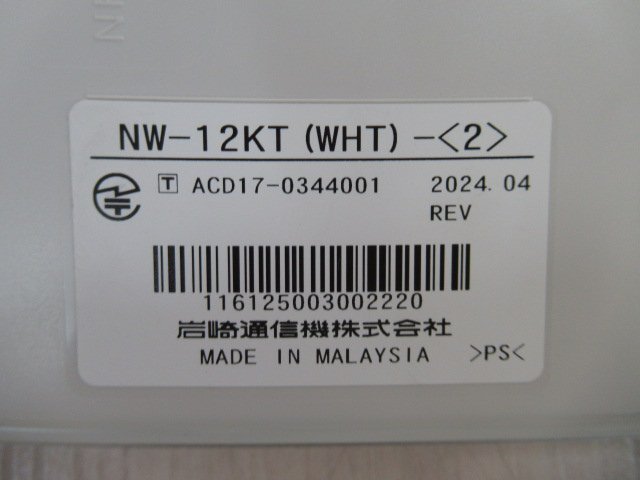 NW-12KT(WHT)-<2>
T ACD17-0344001 2024.04
REV
116125003002220
岩崎通信機株式会社
MADE IN MALAYSIA >PS<